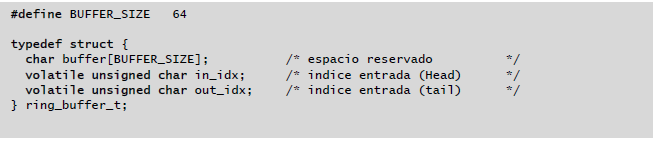 #define BUFFER_SIZE   64
typedef struct {
  char buffer[BUFFER_SIZE];          /* espacio reservado          */
  volatile unsigned char in_idx;     /* indice entrada (Head)      */
  volatile unsigned char out_idx;    /* indice entrada (tail)      */
} ring_buffer_t;